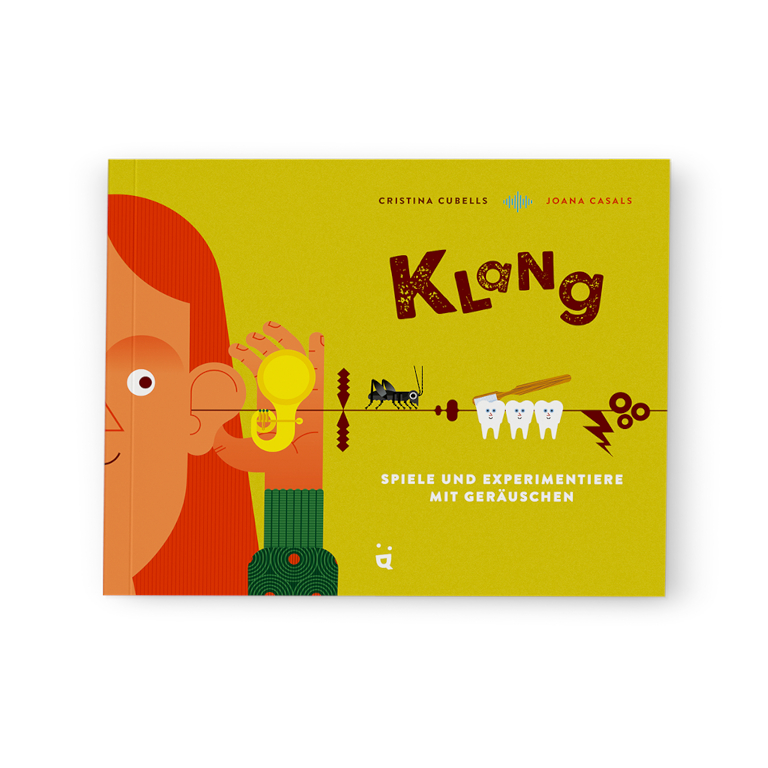 CRISTINA CUBELLS JOANA CASALS
KLaNg
SPIELE UND EXPERIMENTIERE
MIT GERÄUSCHEN